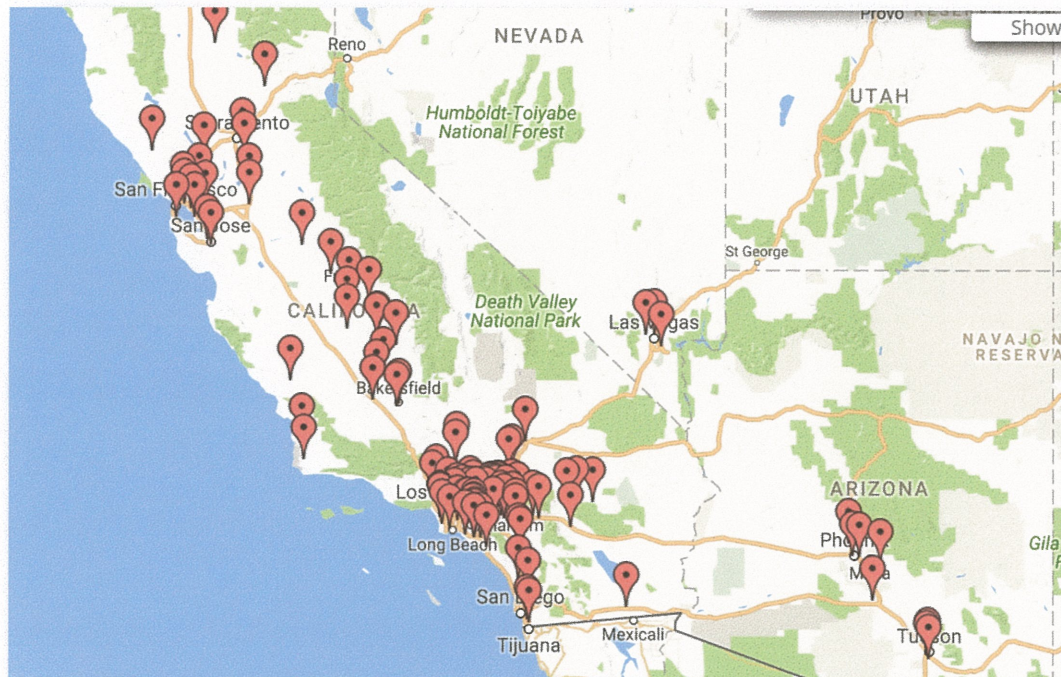 Provo
RESERV
Show
Reno
NEVADA
UTAH
Humboldt-Toiyabe
National Forest
Sacramento
San Francisco
San Jose
St George
CALIFORNIA
Death Valley
National Park
Las Vegas
NAVAJO N
RESERVA
Bakersfield
ARIZONA
Los
Long Beach
Phoenix
Mesa
Gila
San Diego
Tijuana
Mexicali
Tucson